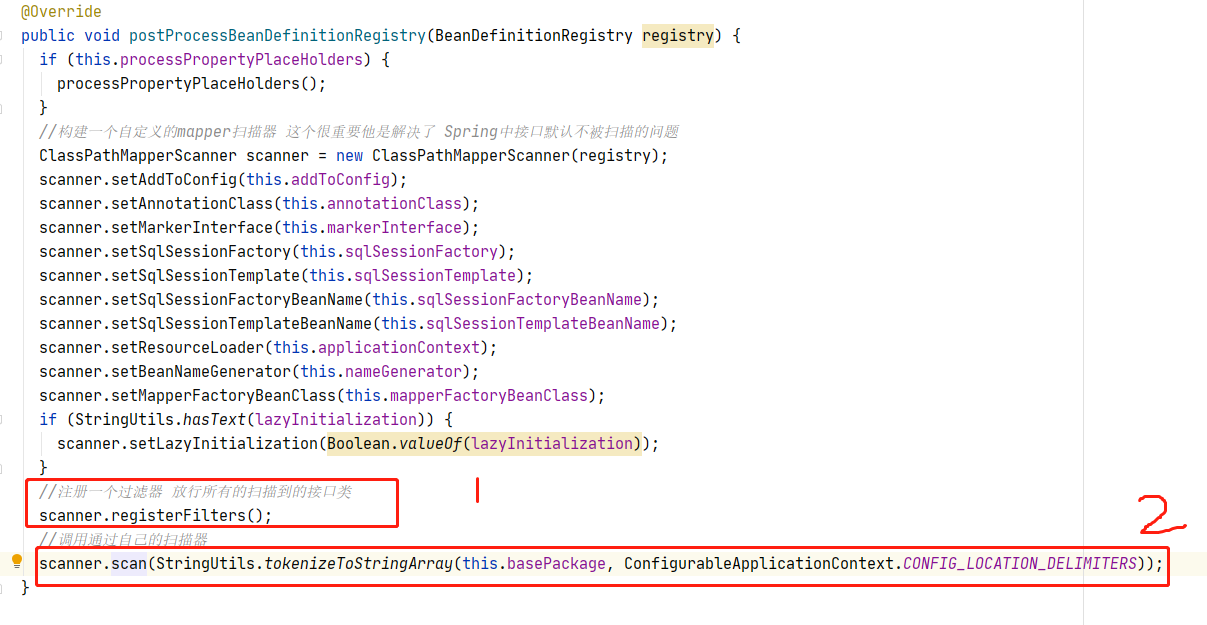 @Override
public void postProcessBeanDefinitionRegistry(BeanDefinitionRegistry registry) {
if (this.processPropertyPlaceHolders) {
processPropertyPlaceHolders();
}
//构建一个自定义的mapper扫描器 这个很重要他是解决了 Spring中接口默认不被扫描的问题
ClassPathMapperScanner scanner = new ClassPathMapperScanner(registry);
scanner.setAddToConfig(this.addToConfig);
scanner.setAnnotationClass(this.annotationClass);
scanner.setMarkerInterface(this.markerInterface);
scanner.setSqlSessionFactory(this.sqlSessionFactory);
scanner.setSqlSessionTemplate(this.sqlSessionTemplate);
scanner.setSqlSessionFactoryBeanName(this.sqlSessionFactoryBeanName);
scanner.setSqlSessionTemplateBeanName(this.sqlSessionTemplateBeanName);
scanner.setResourceLoader(this.applicationContext);
scanner.setBeanNameGenerator(this.nameGenerator);
scanner.setMapperFactoryBeanClass(this.mapperFactoryBeanClass);
if (StringUtils.hasText(lazyInitialization)) {
scanner.setLazyInitialization(Boolean.valueOf(lazyInitialization));
}
//注册一个过滤器 放行所有的扫描到的接口类
1
scanner.registerFilters();
2
//调用通过自己的扫描器
scanner.scan(StringUtils.tokenizeToStringArray(this.basePackage, ConfigurableApplicationContext.CONFIG_LOCATION_DELIMITERS));
}